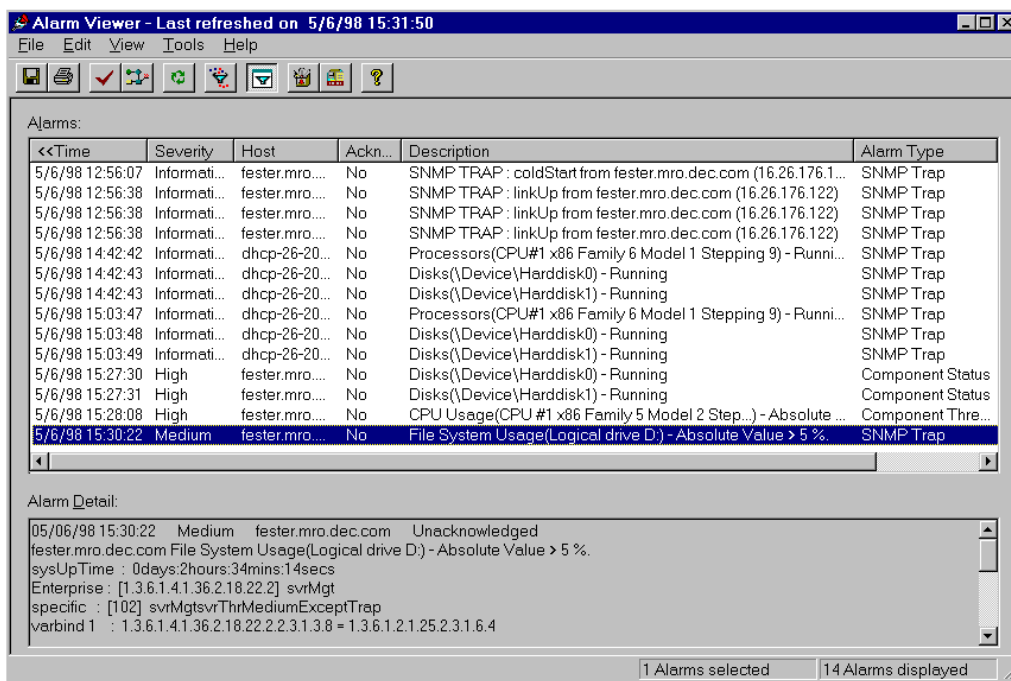 Alarm Viewer - Last refreshed on 5/6/98 15:31:50
File Edit View Tools Help
Alarms:
<<Time Severity Host Ackn... Description Alarm Type
5/6/98 12:56:07 Informati... fester.mro.... No SNMP TRAP : coldStart from fester.mro.dec.com (16.26.176.1... SNMP Trap
5/6/98 12:56:38 Informati... fester.mro.... No SNMP TRAP : linkUp from fester.mro.dec.com (16.26.176.122) SNMP Trap
5/6/98 12:56:38 Informati... fester.mro.... No SNMP TRAP : linkUp from fester.mro.dec.com (16.26.176.122) SNMP Trap
5/6/98 12:56:38 Informati... fester.mro.... No SNMP TRAP : linkUp from fester.mro.dec.com (16.26.176.122) SNMP Trap
5/6/98 14:42:42 Informati... dhcp-26-20... No Processors(CPU#1 x86 Family 6 Model 1 Stepping 9) - Runni... SNMP Trap
5/6/98 14:42:43 Informati... dhcp-26-20... No Disks(\Device\Harddisk0) - Running SNMP Trap
5/6/98 14:42:43 Informati... dhcp-26-20... No Disks(\Device\Harddisk1) - Running SNMP Trap
5/6/98 15:03:47 Informati... dhcp-26-20... No Processors(CPU#1 x86 Family 6 Model 1 Stepping 9) - Runni... SNMP Trap
5/6/98 15:03:48 Informati... dhcp-26-20... No Disks(\Device\Harddisk0) - Running SNMP Trap
5/6/98 15:03:49 Informati... dhcp-26-20... No Disks(\Device\Harddisk1) - Running SNMP Trap
5/6/98 15:27:30 High fester.mro.... No Disks(\Device\Harddisk0) - Running Component Status
5/6/98 15:27:31 High fester.mro.... No Disks(\Device\Harddisk1) - Running Component Status
5/6/98 15:28:08 High fester.mro.... No CPU Usage(CPU #1 x86 Family 5 Model 2 Step...) - Absolute ... Component Thre...
5/6/98 15:30:22 Medium fester.mro.... No File System Usage(Logical drive D:) - Absolute Value > 5 %. SNMP Trap
Alarm Detail:
05/06/98 15:30:22 Medium fester.mro.dec.com Unacknowledged
fester.mro.dec.com File System Usage(Logical drive D:) - Absolute Value > 5 %.
sysUpTime : 0days:2hours:34mins:14secs
Enterprise : [1.3.6.1.4.1.36.2.18.22.2] svrMgt
specific : [102] svrMgtsvrThrMediumExceptTrap
varbind 1 : 1.3.6.1.4.1.36.2.18.22.2.2.3.1.3.8 = 1.3.6.1.2.1.25.2.3.1.6.4
1 Alarms selected 14 Alarms displayed